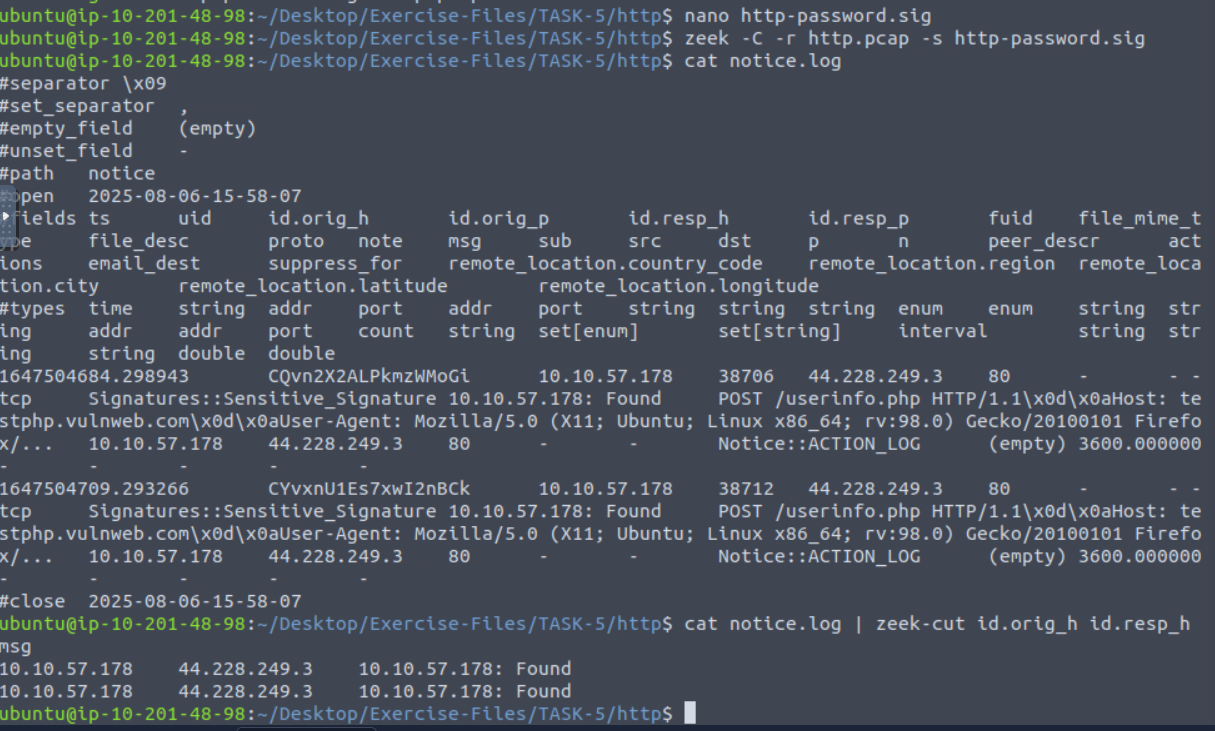 ubuntu@ip-10-201-48-98:~/Desktop/Exercise-Files/TASK-5/http$ nano http-password.sig
ubuntu@ip-10-201-48-98:~/Desktop/Exercise-Files/TASK-5/http$ zeek -C -r http.pcap -s http-password.sig
ubuntu@ip-10-201-48-98:~/Desktop/Exercise-Files/TASK-5/http$ cat notice.log
#separator \x09
#set_separator  ,
#empty_field    (empty)
#unset_field    -
#path   notice
open   2025-08-06-15-58-07
fields ts      uid     id.orig_h       id.orig_p       id.resp_h       id.resp_p       fuid    file_mime_t
pe     file_desc       proto   note    msg     sub     src     dst     p       n       peer_descr      act
ions    email_dest      suppress_for    remote_location.country_code    remote_location.region  remote_loca
tion.city       remote_location.latitude        remote_location.longitude
#types  time    string  addr    port    addr    port    string  string  string  enum    enum    string  str
ing     addr    addr    port    count   string  set[enum]       set[string]     interval        string  str
ing     string  double  double
1647504684.298943       CQvn2X2ALPkmzWMoGi      10.10.57.178    38706   44.228.249.3    80      -       - -
tcp     Signatures::Sensitive_Signature 10.10.57.178: Found     POST /userinfo.php HTTP/1.1\x0d\x0aHost: te
stphp.vulnweb.com\x0d\x0aUser-Agent: Mozilla/5.0 (X11; Ubuntu; Linux x86_64; rv:98.0) Gecko/20100101 Firefo
x/...   10.10.57.178    44.228.249.3    80      -       -       Notice::ACTION_LOG      (empty) 3600.000000
-       -       -       -       -
1647504709.293266       CYvxnU1Es7xwI2nBCk      10.10.57.178    38712   44.228.249.3    80      -       - -
tcp     Signatures::Sensitive_Signature 10.10.57.178: Found     POST /userinfo.php HTTP/1.1\x0d\x0aHost: te
stphp.vulnweb.com\x0d\x0aUser-Agent: Mozilla/5.0 (X11; Ubuntu; Linux x86_64; rv:98.0) Gecko/20100101 Firefo
x/...   10.10.57.178    44.228.249.3    80      -       -       Notice::ACTION_LOG      (empty) 3600.000000
-       -       -       -       -
#close  2025-08-06-15-58-07
ubuntu@ip-10-201-48-98:~/Desktop/Exercise-Files/TASK-5/http$ cat notice.log | zeek-cut id.orig_h id.resp_h
msg
10.10.57.178    44.228.249.3    10.10.57.178: Found
10.10.57.178    44.228.249.3    10.10.57.178: Found
ubuntu@ip-10-201-48-98:~/Desktop/Exercise-Files/TASK-5/http$